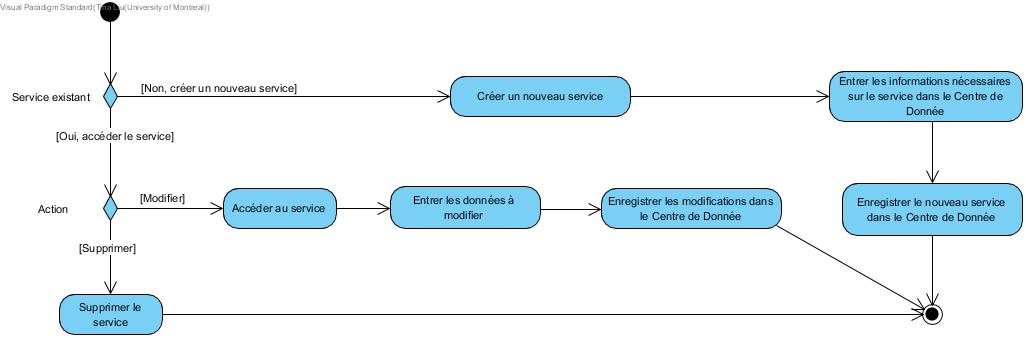 Visual Paradigm Standard(Tina Liu(University of Montreal))
Service existant
[Non, créer un nouveau service]
Créer un nouveau service
Entrer les informations nécessaires
sur le service dans le Centre de
Donnée
[Oui, accéder le service]
Action
[Modifier]
Accéder au service
Entrer les données à
modifier
Enregistrer les modifications dans
le Centre de Donnée
Enregistrer le nouveau service
dans le Centre de Donnée
[Supprimer]
Supprimer le
service